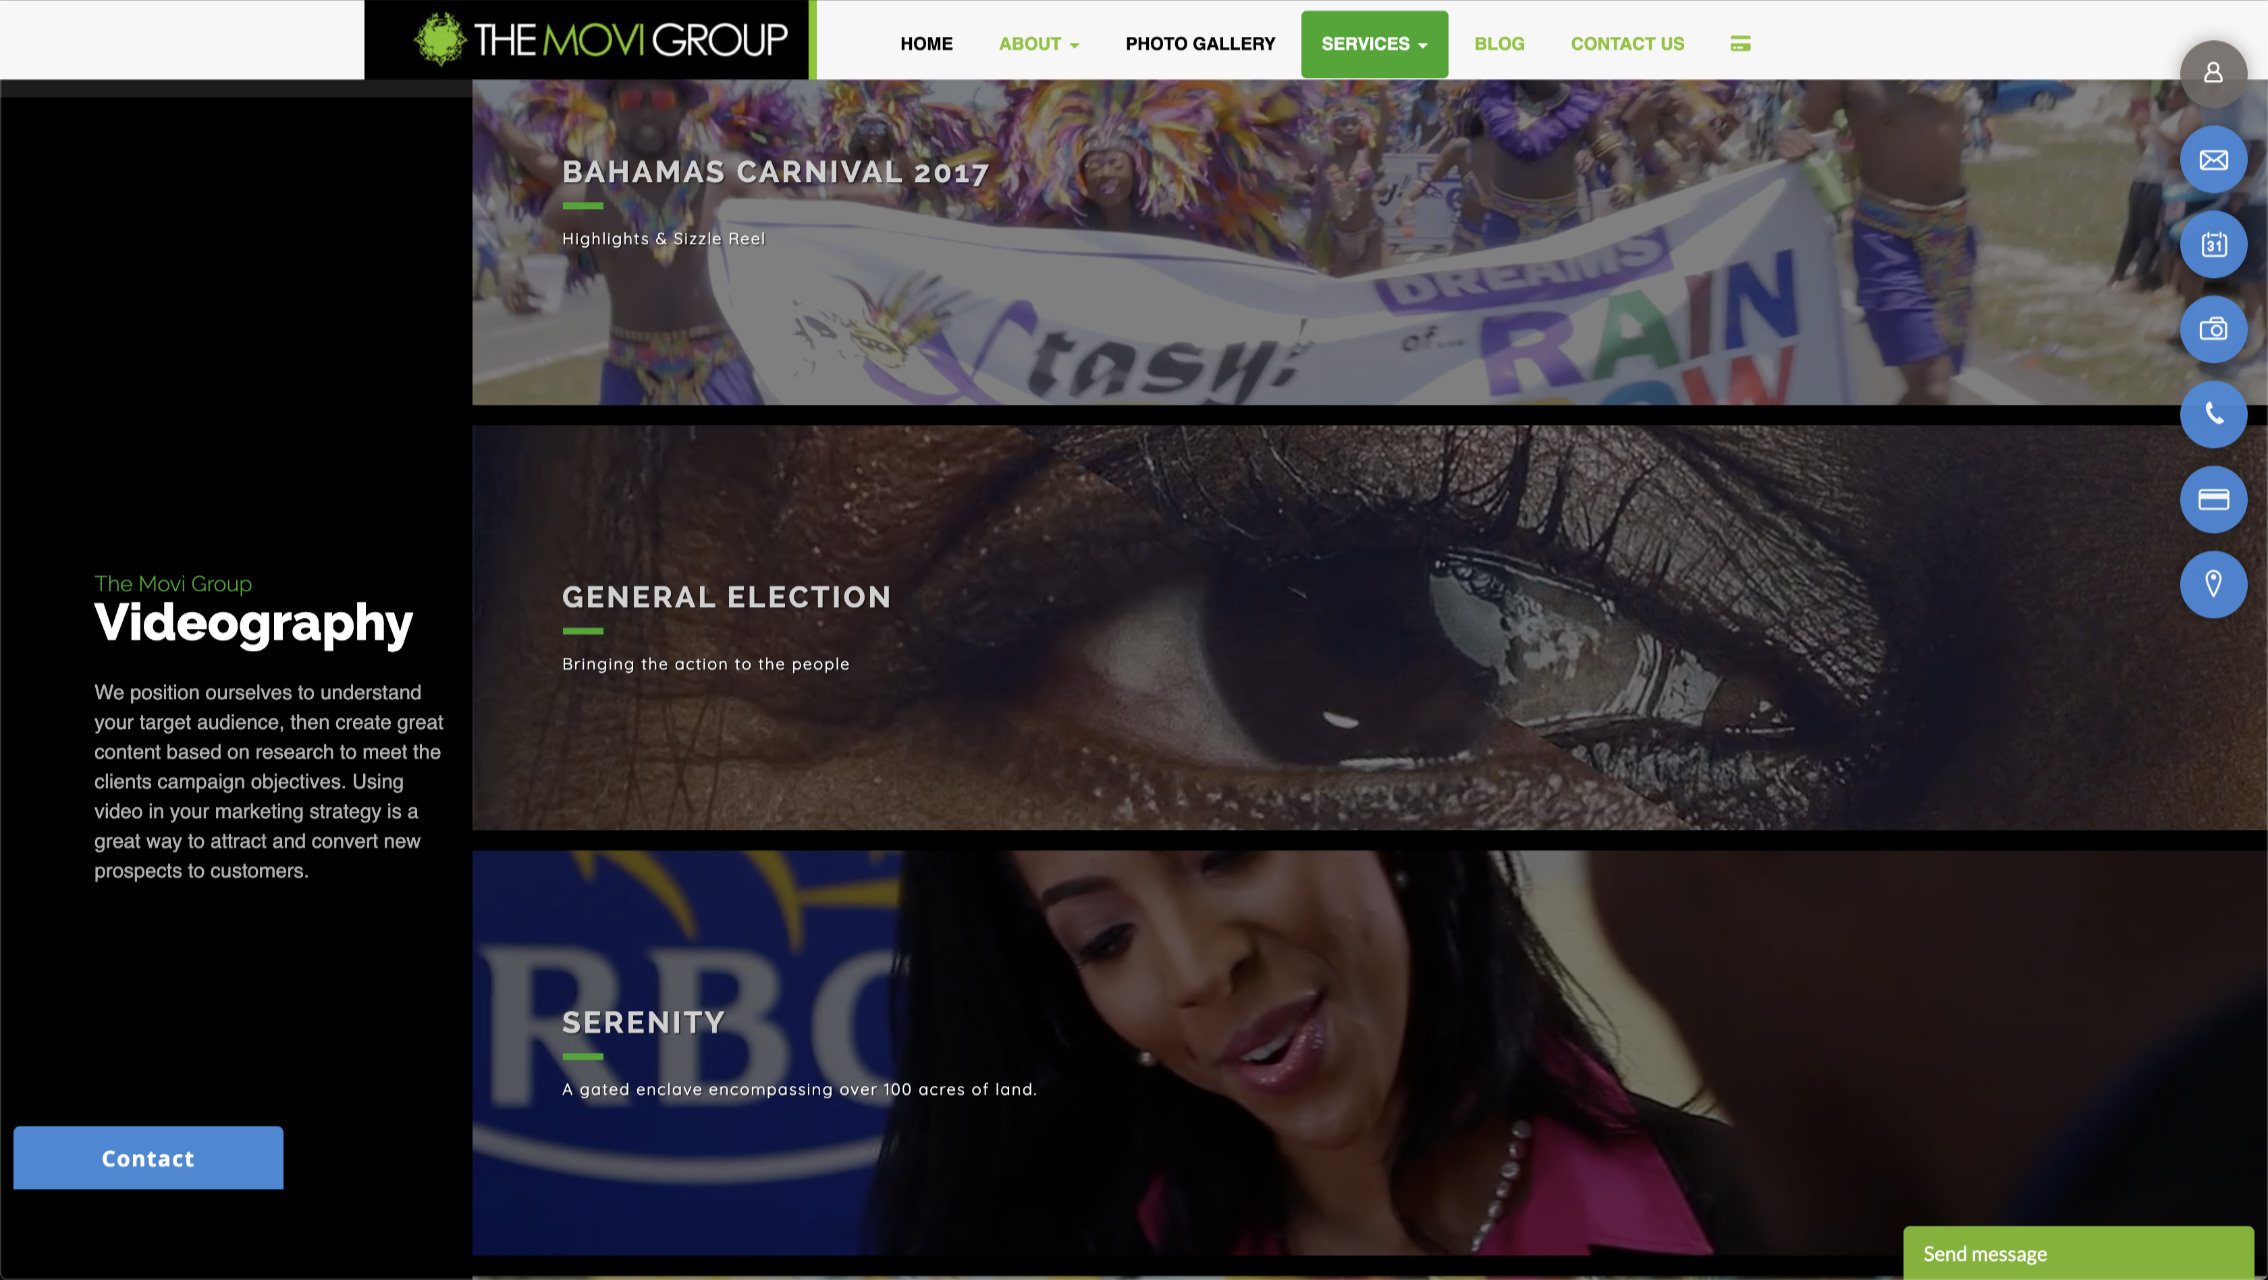 THE MOVI GROUP
HOME
ABOUT
PHOTO GALLERY
SERVICES
BLOG
CONTACT US
BAHAMAS CARNIVAL 2017
Highlights & Sizzle Reel
DREAMS
of...
RAIN
tasy!
31
GENERAL ELECTION
Bringing the action to the people
The Movi Group
Videography
We position ourselves to understand
your target audience, then create great
content based on research to meet the
clients campaign objectives. Using
video in your marketing strategy is a
great way to attract and convert new
prospects to customers.
RBC
SERENITY
A gated enclave encompassing over 100 acres of land.
Contact
Send message